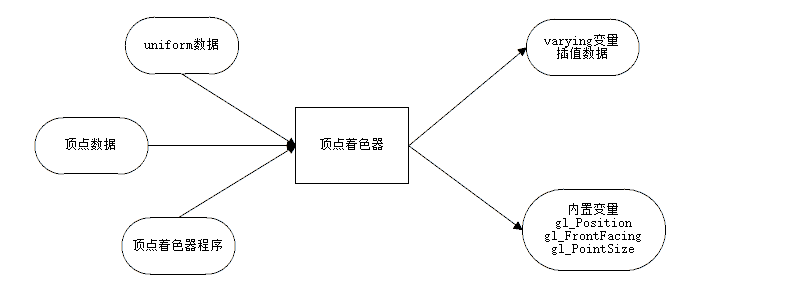 uniform数据
顶点数据
顶点着色器程序
顶点着色器
varying变量
插值数据
内置变量
gl_Position
gl_FrontFacing
gl_PointSize